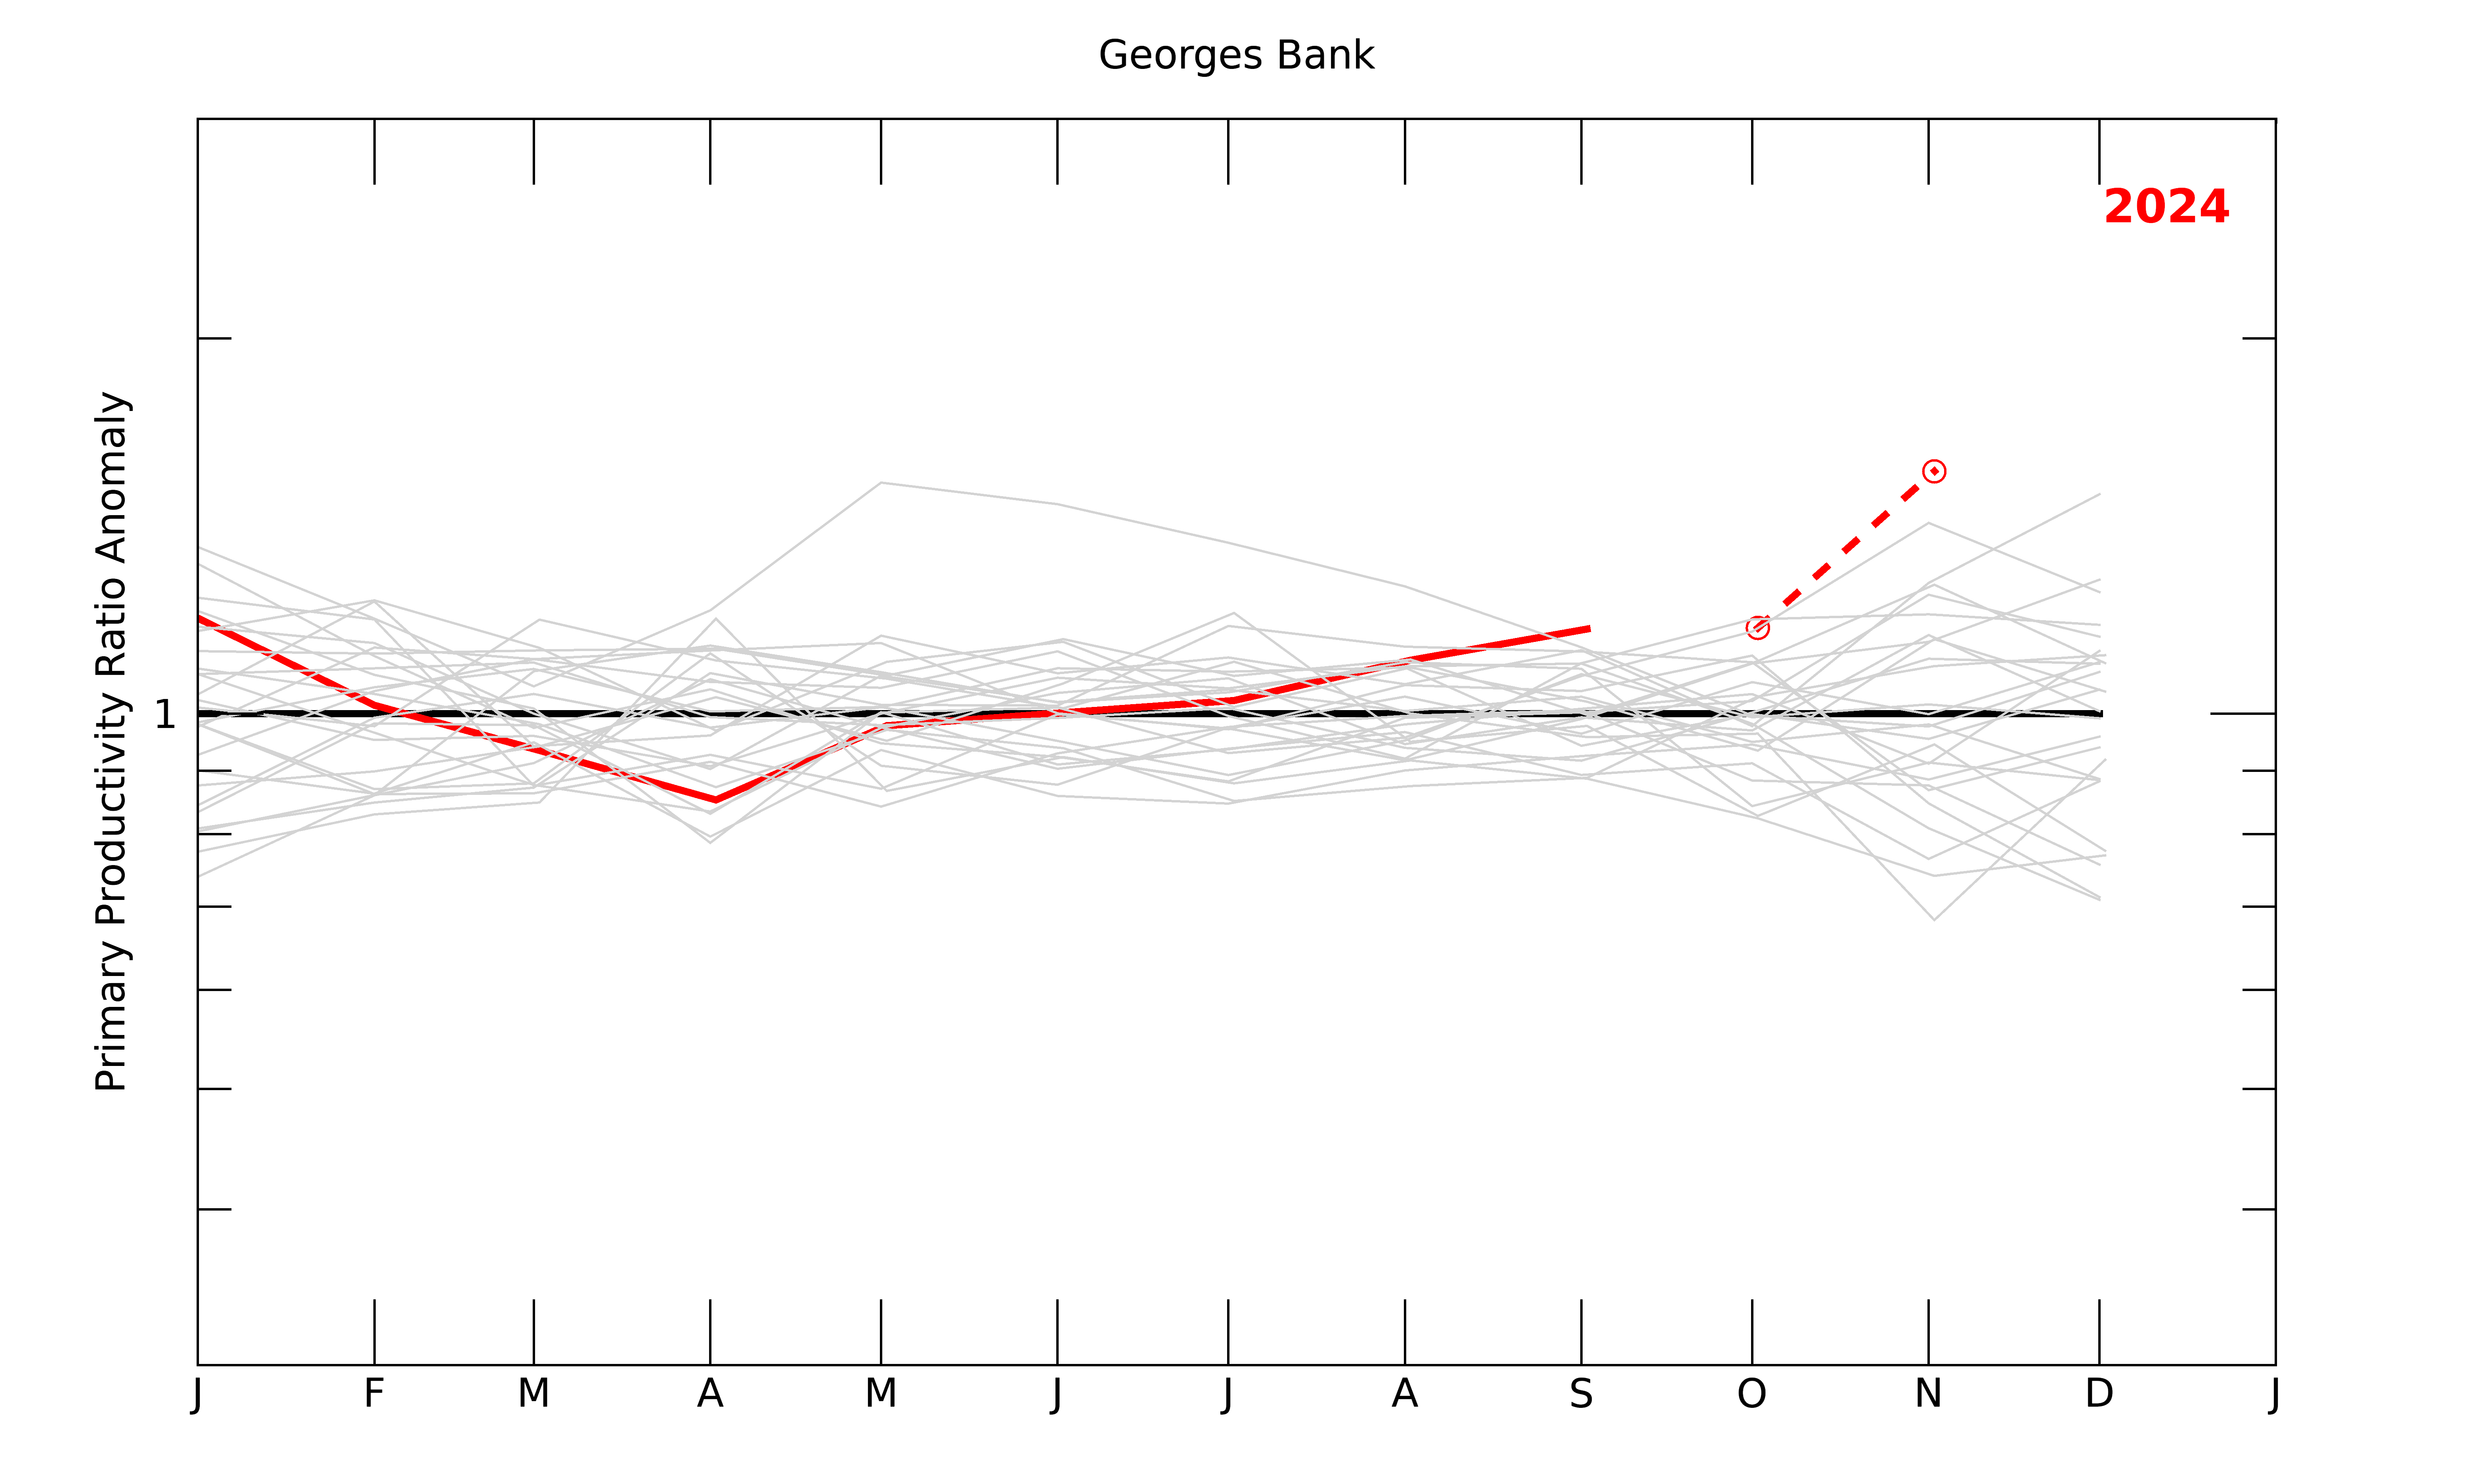 Georges Bank
2024
Primary Productivity Ratio Anomaly
1
J F M A M J J A S O N D J